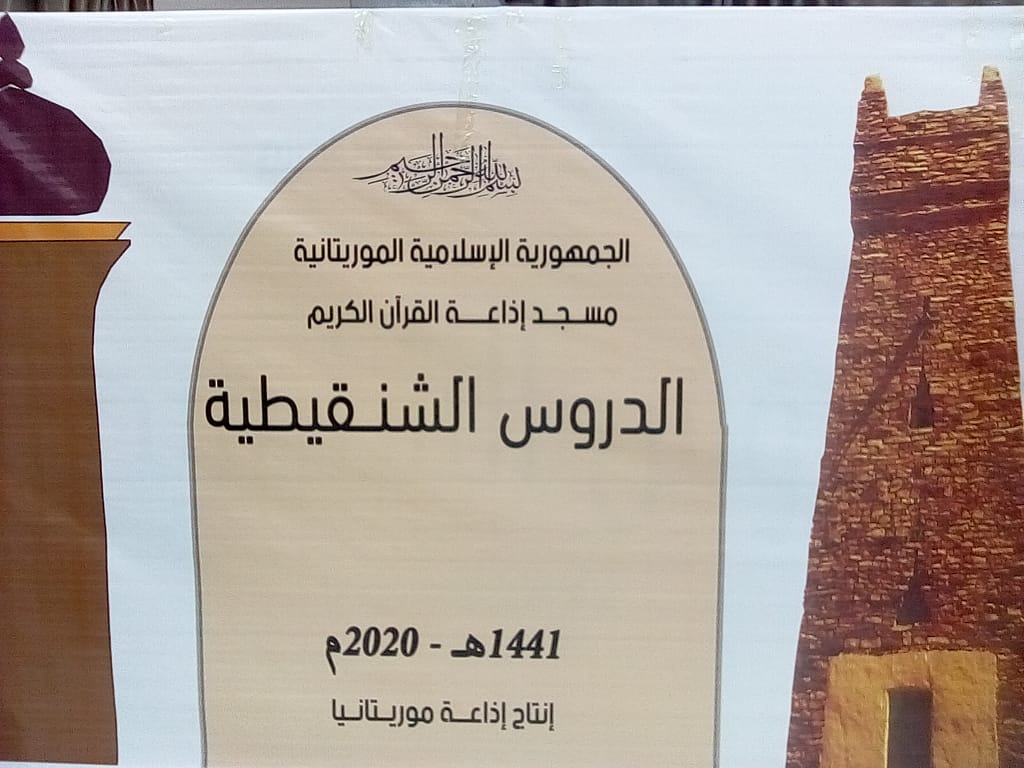 بسم الله الرحمن الرحيم
الجمهورية الإسلامية الموريتانية
مسجد إذاعة القرآن الكريم
الدروس الشنقيطية
1441هـ - 2020م
إنتاج إذاعة موريتانيا